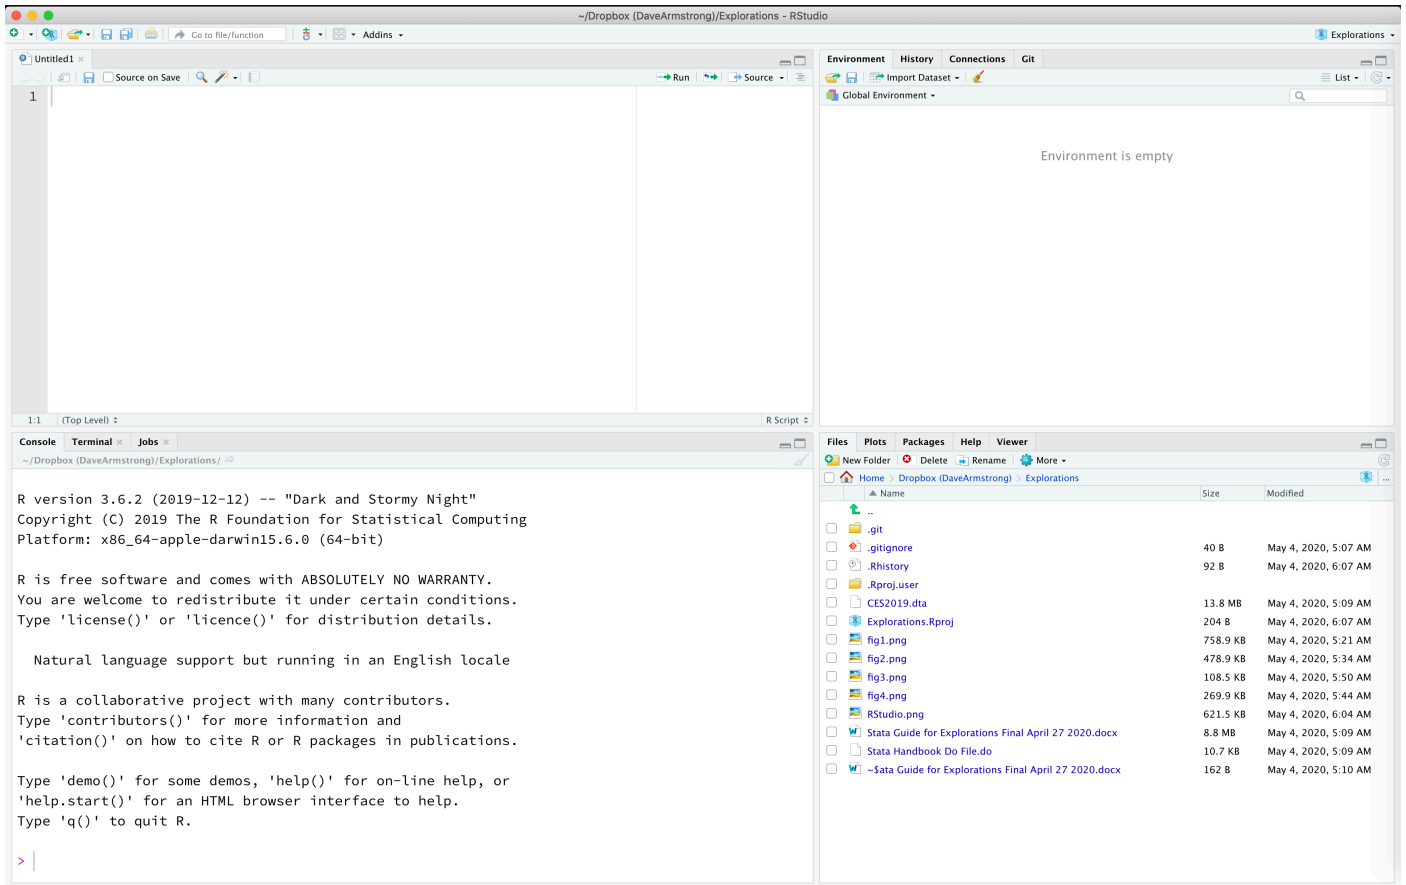 ~/Dropbox (DaveArmstrong)/Explorations - RStudio
Go to file/function Addins Explorations
Untitled1
Source on Save Run Source
1
1:1 (Top Level) R Script
Environment History Connections Git
Import Dataset List
Global Environment
Environment is empty
Console Terminal Jobs
~/Dropbox (DaveArmstrong)/Explorations/
R version 3.6.2 (2019-12-12) -- "Dark and Stormy Night"
Copyright (C) 2019 The R Foundation for Statistical Computing
Platform: x86_64-apple-darwin15.6.0 (64-bit)
R is free software and comes with ABSOLUTELY NO WARRANTY.
You are welcome to redistribute it under certain conditions.
Type 'license()' or 'licence()' for distribution details.
Natural language support but running in an English locale
R is a collaborative project with many contributors.
Type 'contributors()' for more information and
'citation()' on how to cite R or R packages in publications.
Type 'demo()' for some demos, 'help()' for on-line help, or
'help.start()' for an HTML browser interface to help.
Type 'q()' to quit R.
>
Files Plots Packages Help Viewer
New Folder Delete Rename More
Home > Dropbox (DaveArmstrong) > Explorations ...
Name Size Modified
..
.git
.gitignore 40 B May 4, 2020, 5:07 AM
.Rhistory 92 B May 4, 2020, 6:07 AM
.Rproj.user
CES2019.dta 13.8 MB May 4, 2020, 5:09 AM
Explorations.Rproj 204 B May 4, 2020, 6:07 AM
fig1.png 758.9 KB May 4, 2020, 5:21 AM
fig2.png 478.9 KB May 4, 2020, 5:34 AM
fig3.png 108.5 KB May 4, 2020, 5:50 AM
fig4.png 269.9 KB May 4, 2020, 5:44 AM
RStudio.png 621.5 KB May 4, 2020, 6:04 AM
Stata Guide for Explorations Final April 27 2020.docx 8.8 MB May 4, 2020, 5:09 AM
Stata Handbook Do File.do 10.7 KB May 4, 2020, 5:09 AM
~$ata Guide for Explorations Final April 27 2020.docx 162 B May 4, 2020, 5:10 AM